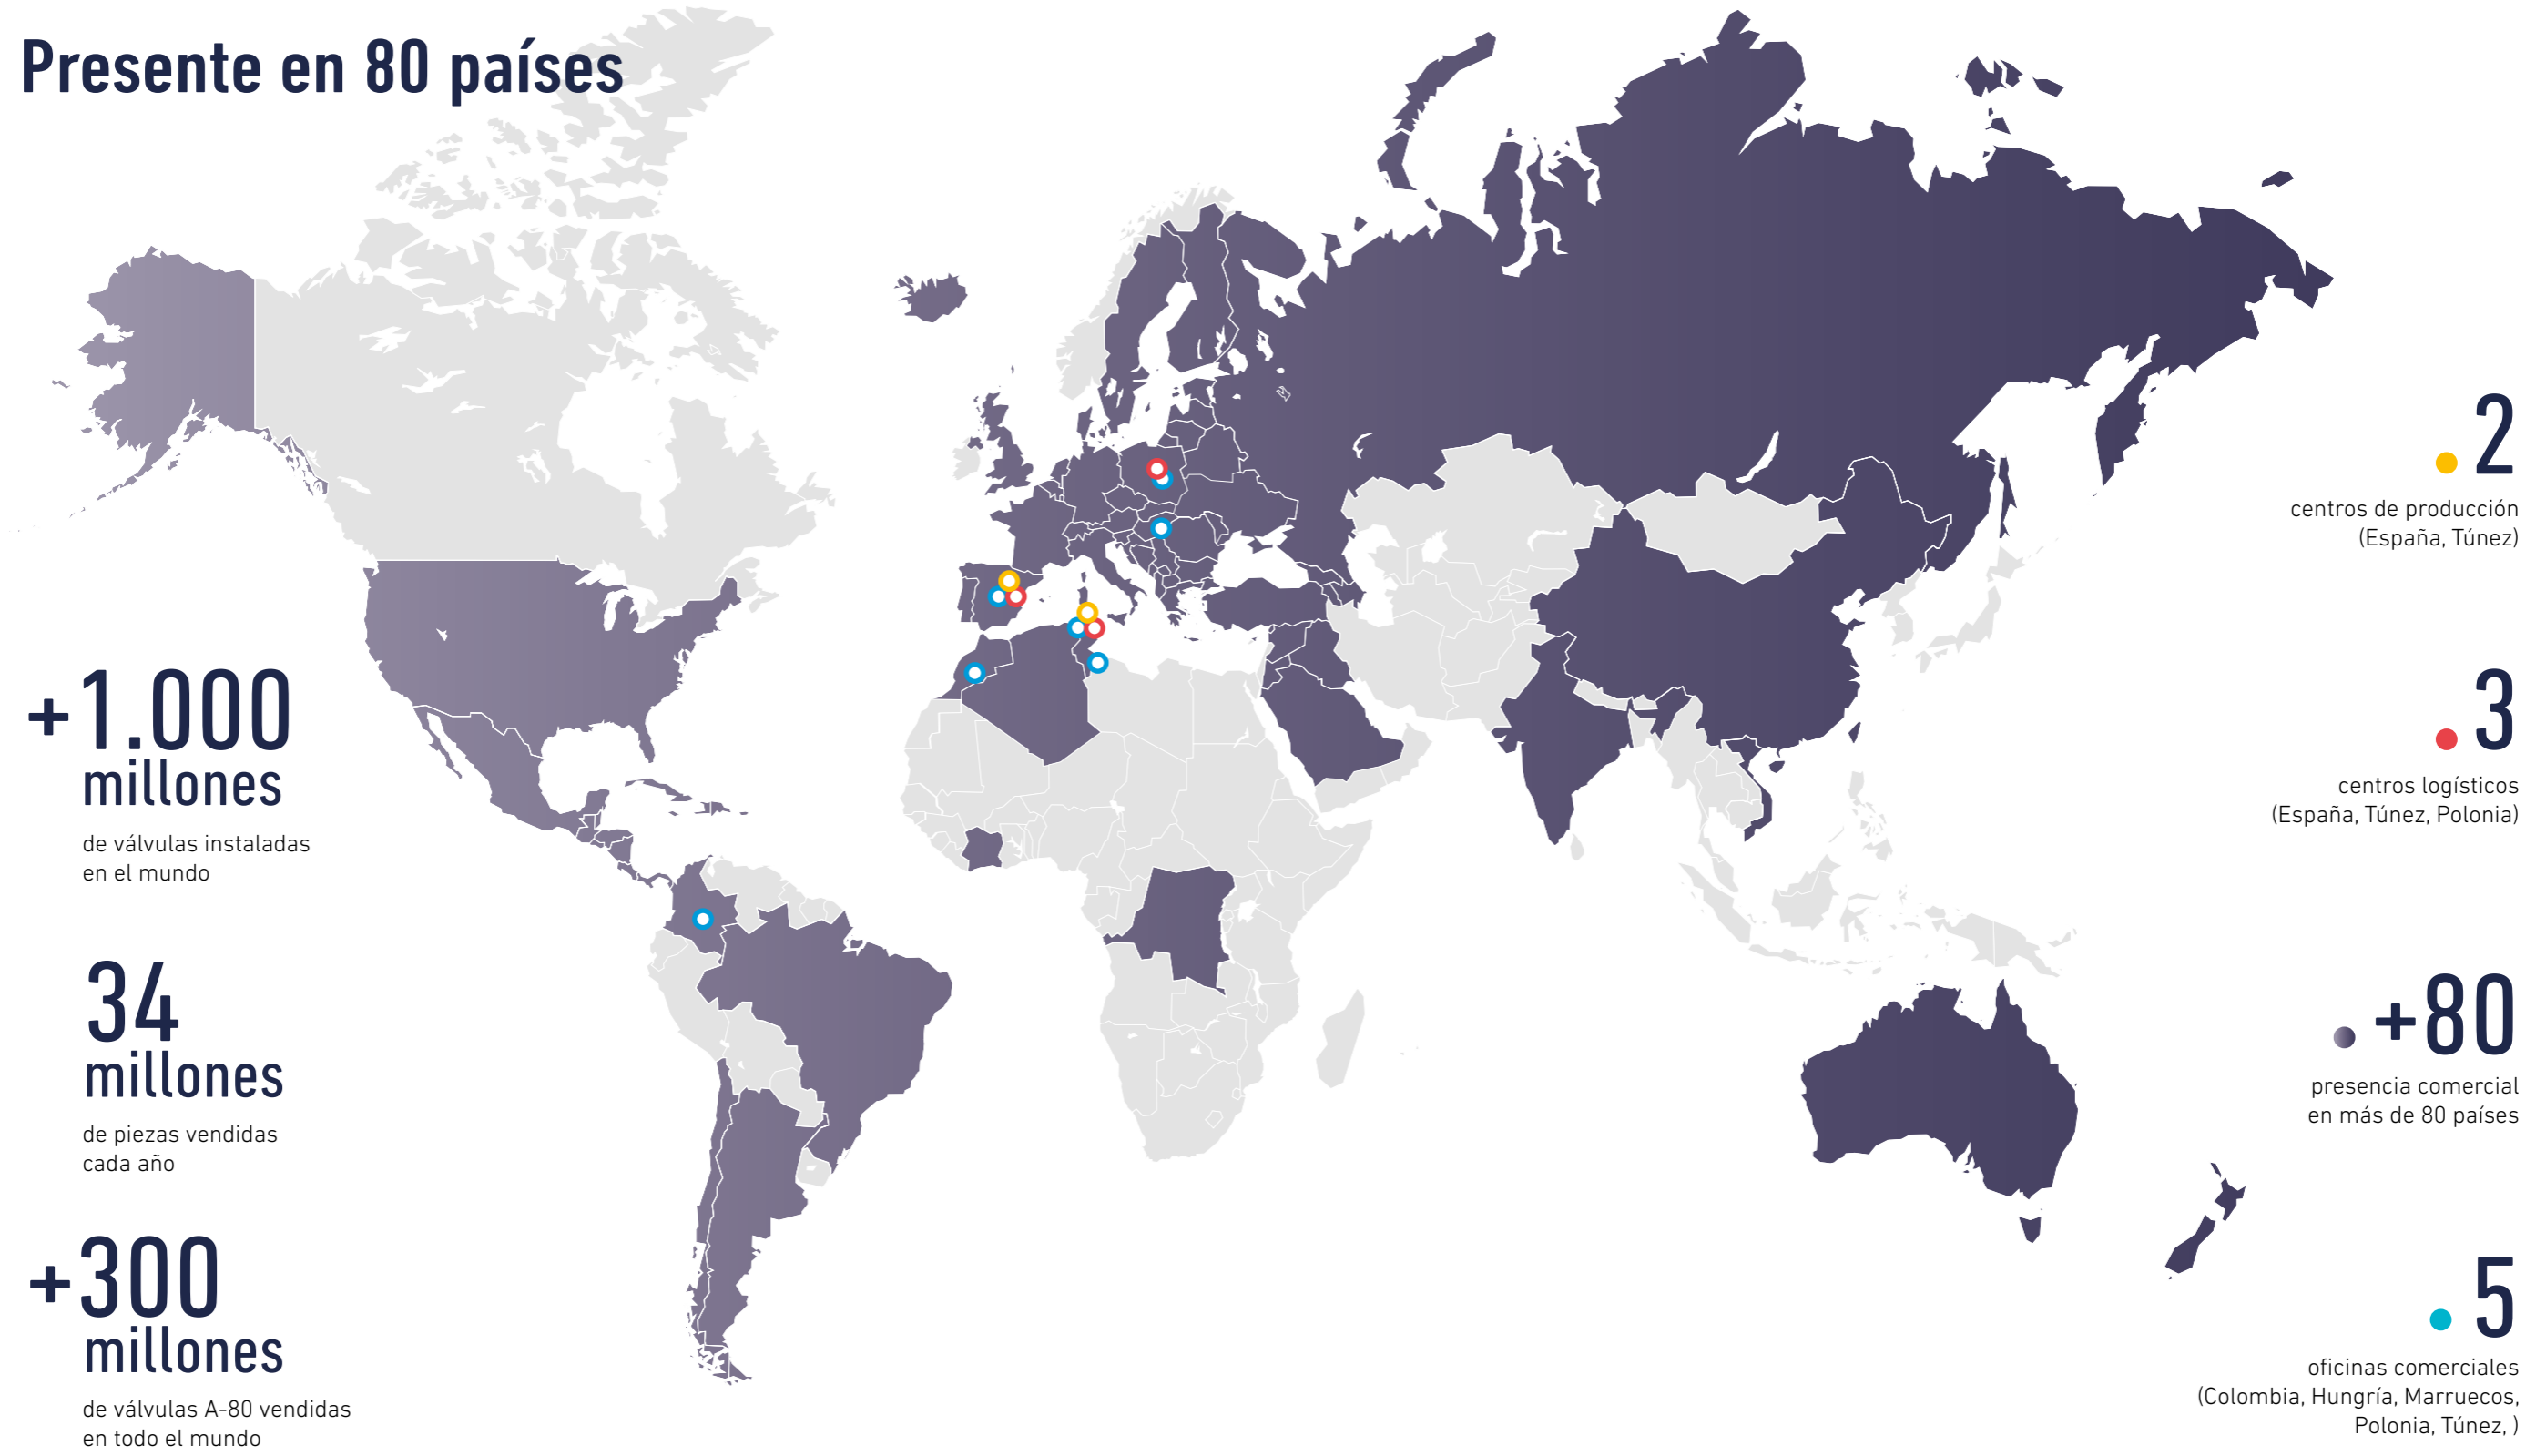 Presente en 80 países
+1.000
millones
de válvulas instaladas
en el mundo
34
millones
de piezas vendidas
cada año
+300
millones
de válvulas A-80 vendidas
en todo el mundo
2
centros de producción
(España, Túnez)
3
centros logísticos
(España, Túnez, Polonia)
+80
presencia comercial
en más de 80 países
5
oficinas comerciales
(Colombia, Hungría, Marruecos,
Polonia, Túnez, )